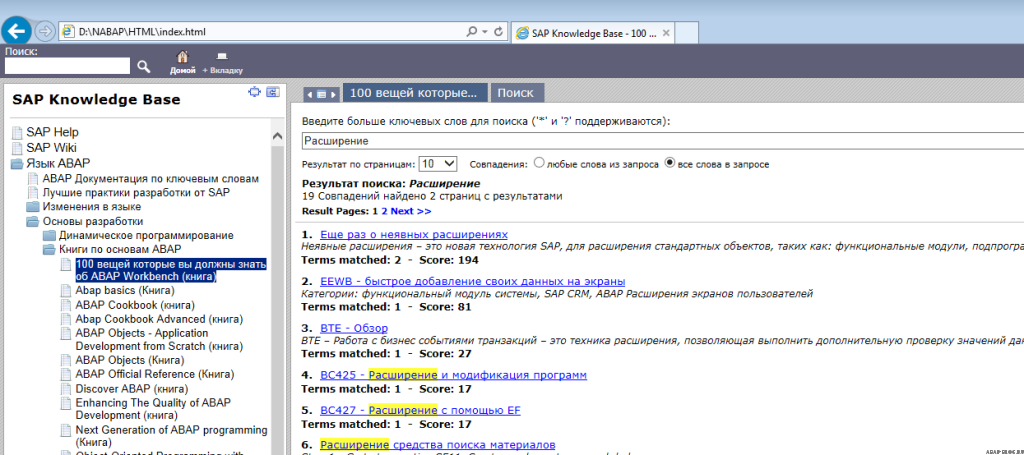 D:\NABAP\HTML\index.html
SAP Knowledge Base - 100 ...
Поиск:
Домой
+ Вкладку
SAP Knowledge Base
SAP Help
SAP Wiki
Язык ABAP
ABAP Документация по ключевым словам
Лучшие практики разработки от SAP
Изменения в языке
Основы разработки
Динамическое программирование
Книги по основам ABAP
100 вещей которые вы должны знать
об ABAP Workbench (книга)
Abap basics (Книга)
ABAP Cookbook (книга)
Abap Cookbook Advanced (книга)
ABAP Objects - Application
Development from Scratch (книга)
ABAP Objects (Книга)
ABAP Official Reference (Книга)
Discover ABAP (книга)
Enhancing The Quality of ABAP
Development (книга)
Next Generation of ABAP programming
(Книга)
Object-Oriented Programming with
100 вещей которые...
Поиск
Введите больше ключевых слов для поиска ('*' и '?' поддерживаются):
Расширение
Результат по страницам: 10 Совпадения: любые слова из запроса все слова в запросе
Результат поиска: Расширение
19 Совпадений найдено 2 страниц с результатами
Result Pages: 1 2 Next >>
1. Еще раз о неявных расширениях
Неявные расширения – это новая технология SAP, для расширения стандартных объектов, таких как: функциональные модули, подпрогра
Terms matched: 2 - Score: 194
2. EEWB - быстрое добавление своих данных на экраны
Категории: функциональный модуль системы, SAP CRM, ABAP Расширения экранов пользователей
Terms matched: 1 - Score: 81
3. BTE - Обзор
BTE – Работа с бизнес событиями транзакций – это техника расширения, позволяющая выполнить дополнительную проверку значений дан
Terms matched: 1 - Score: 27
4. BC425 - Расширение и модификация программ
Terms matched: 1 - Score: 17
5. BC427 - Расширение с помощью EF
Terms matched: 1 - Score: 17
6. Расширение средства поиска материалов